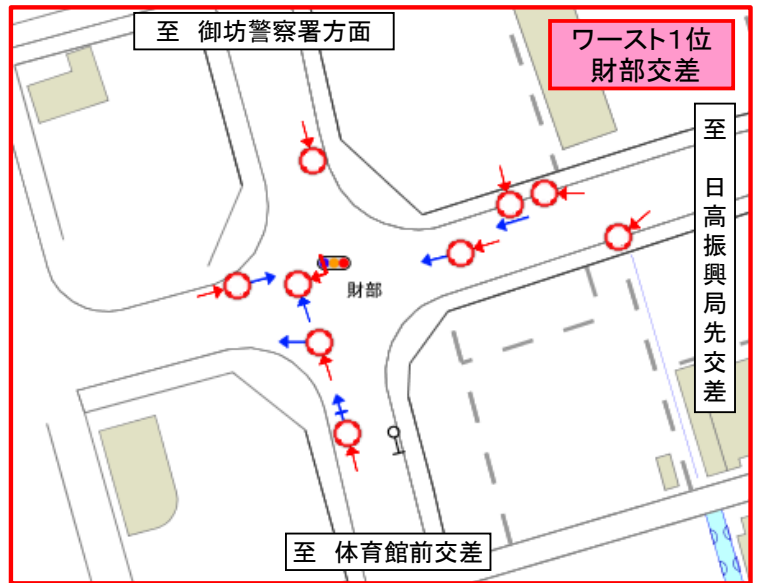 至 御坊警察署方面
ワースト1位
財部交差
至 日高振興局先交差
財部
至 体育館前交差